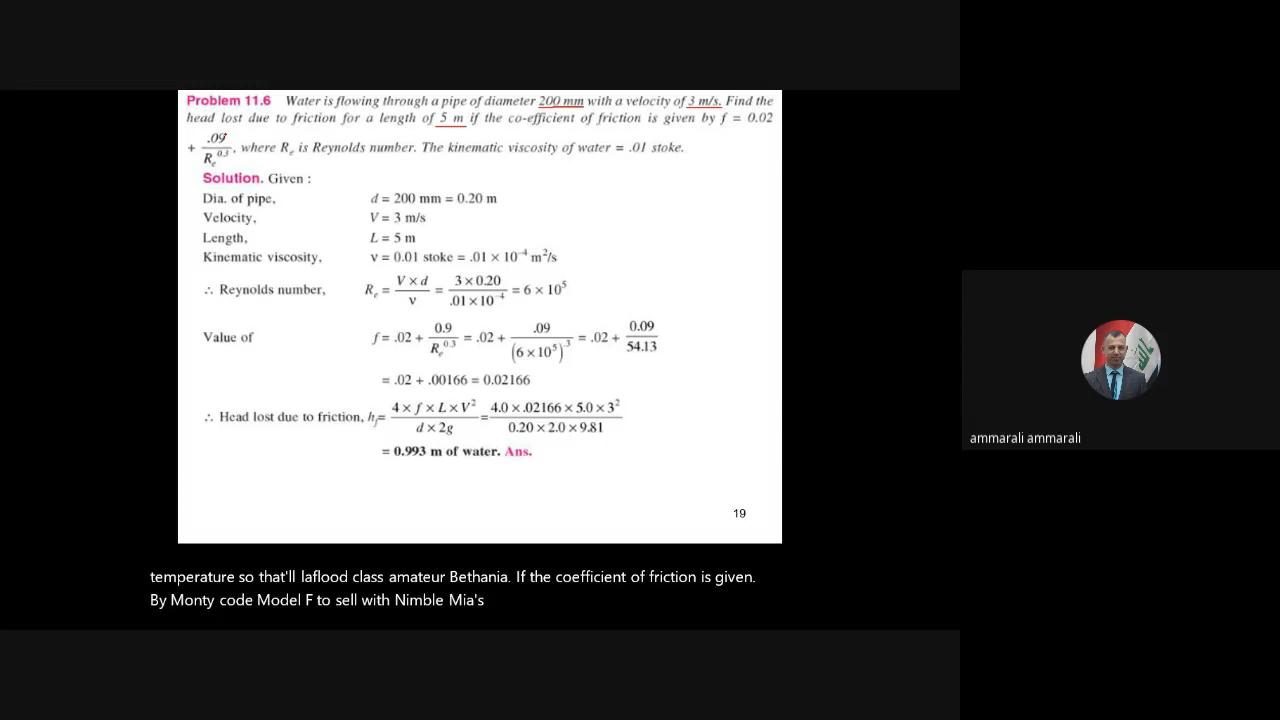 Problem 11.6 Water is flowing through a pipe of diameter 200 mm with a velocity of 3 m/s. Find the
head lost due to friction for a length of 5 m if the co-efficient of friction is given by f = 0.02
+ .09/R_e^0.3, where R_e is Reynolds number. The kinematic viscosity of water = .01 stoke.
Solution. Given :
Dia. of pipe, d = 200 mm = 0.20 m
Velocity, V = 3 m/s
Length, L = 5 m
Kinematic viscosity, ν = 0.01 stoke = .01 × 10^-4 m^2/s
∴ Reynolds number, R_e = (V × d)/ν = (3 × 0.20)/(.01 × 10^-4) = 6 × 10^5
Value of f = .02 + 0.9/R_e^0.3 = .02 + .09/(6 × 10^5)^.3 = .02 + 0.09/54.13
= .02 + .00166 = 0.02166
∴ Head lost due to friction, h_f = (4 × f × L × V^2)/(d × 2g) = (4.0 × .02166 × 5.0 × 3^2)/(0.20 × 2.0 × 9.81)
= 0.993 m of water. Ans.
19
ammarali ammarali
temperature so that'll laflood class amateur Bethania. If the coefficient of friction is given.
By Monty code Model F to sell with Nimble Mia's